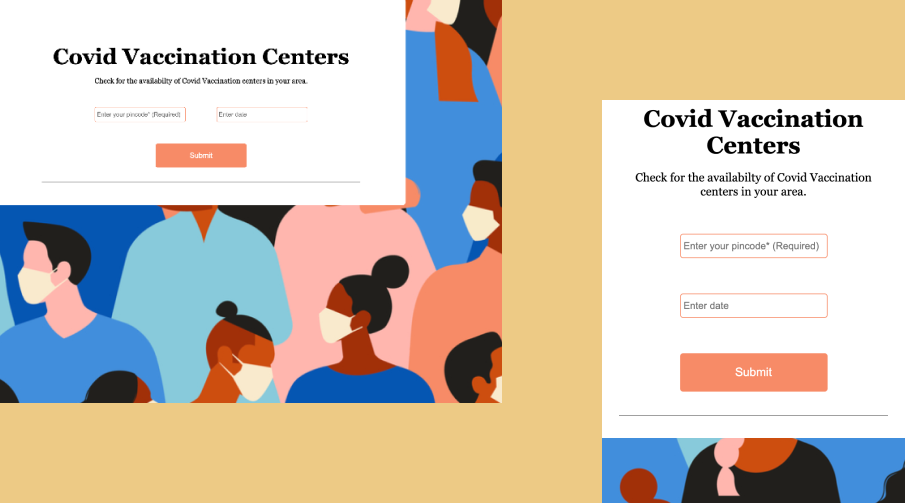 Covid Vaccination Centers
Check for the availabilty of Covid Vaccination centers in your area.
Enter your pincode* (Required)
Enter date
Submit
Covid Vaccination
Centers
Check for the availabilty of Covid Vaccination
centers in your area.
Enter your pincode* (Required)
Enter date
Submit